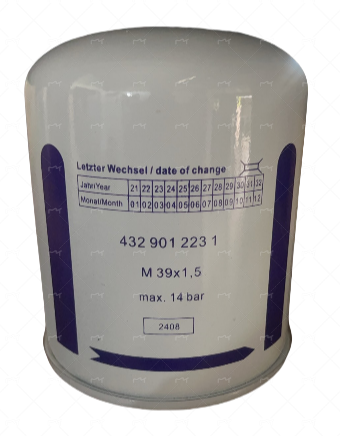 Letzter Wechsel / date of change
Jahr/Year 21 22 23 24 25 26 27 28 29 30 31 32
Monat/Month 01 02 03 04 05 06 07 08 09 10 11 12
432 901 223 1
M 39x1,5
max. 14 bar
2408